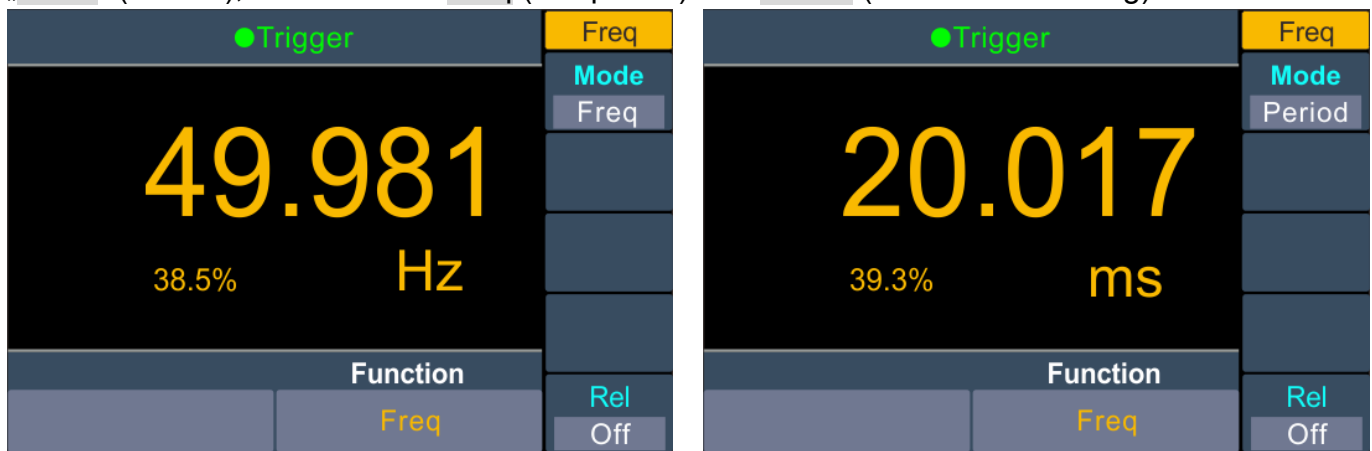 ●Trigger
Freq
Mode
Freq
49.981
38.5%
Hz
Function
Freq
Rel
Off
●Trigger
Freq
Mode
Period
20.017
39.3%
ms
Function
Freq
Rel
Off